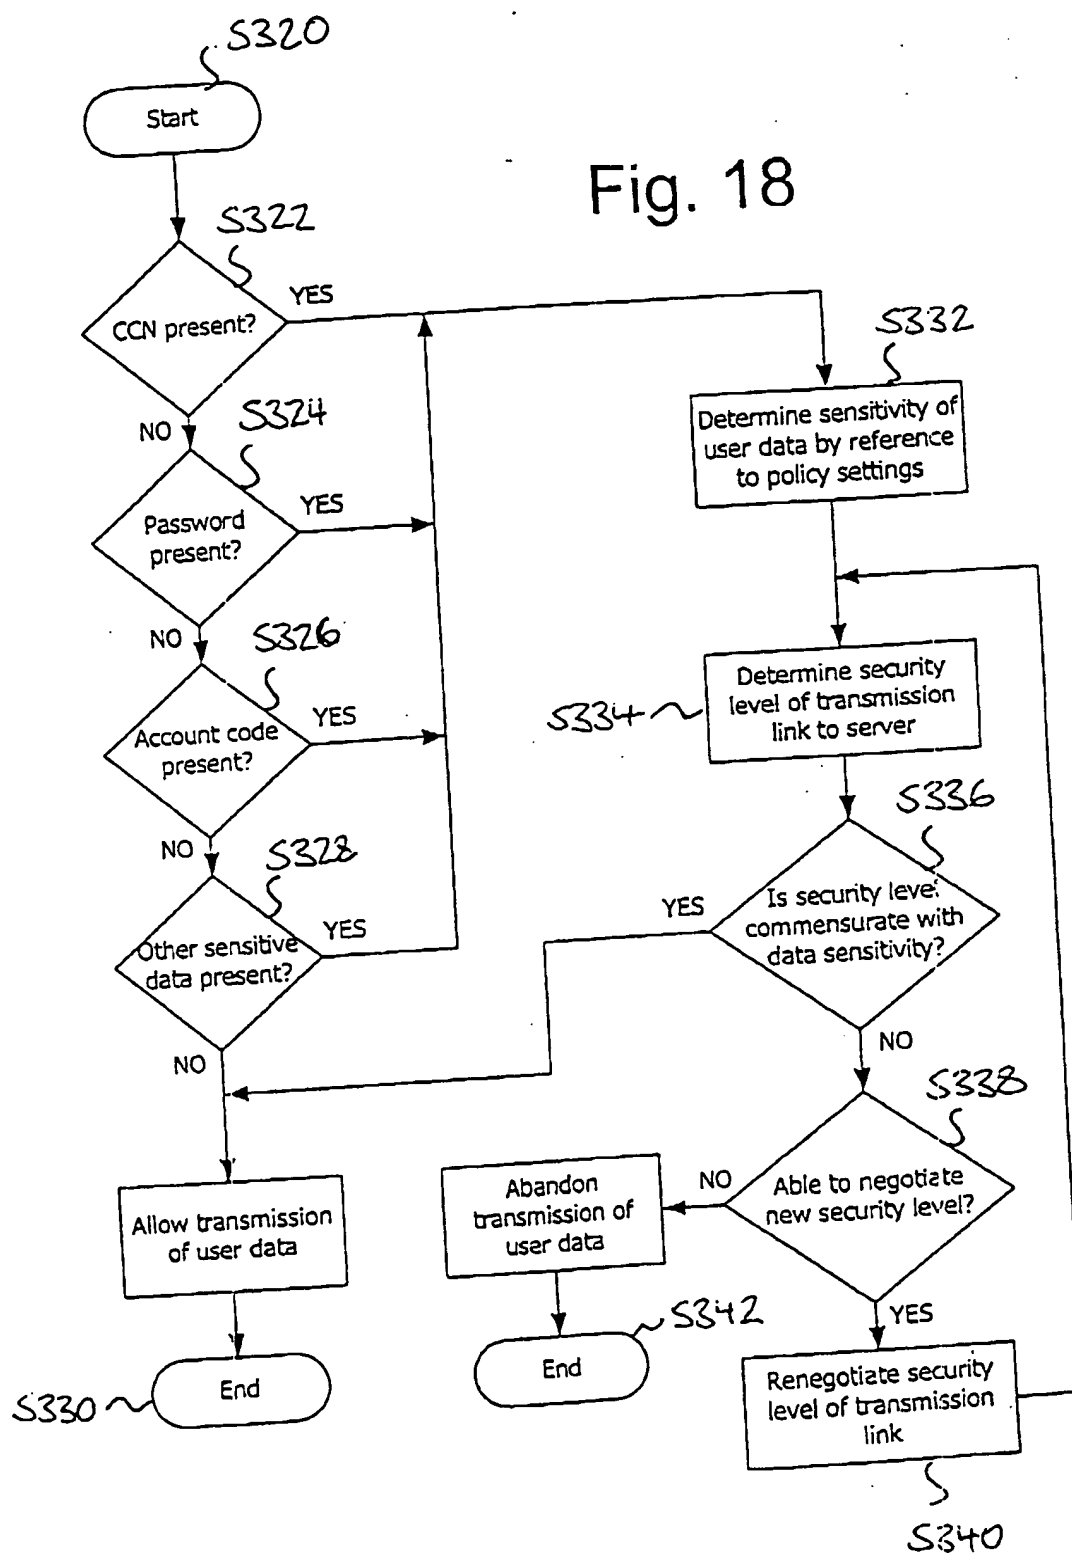 S320
Start
Fig. 18
S322
CCN present?
YES
NO
S324
Password
present?
YES
NO
S326
Account code
present?
YES
NO
S328
Other sensitive
data present?
YES
NO
Allow transmission
of user data
End
S330
S332
Determine sensitivity of
user data by reference
to policy settings
Determine security
level of transmission
link to server
S334
S336
Is security level
commensurate with
data sensitivity?
YES
NO
S338
Able to negotiate
new security level?
NO
YES
Abandon
transmission of
user data
S342
End
Renegotiate security
level of transmission
link
S340